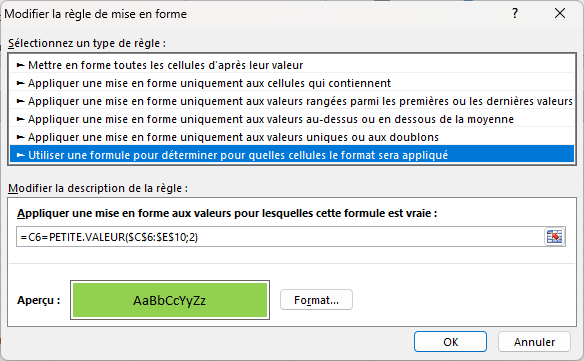 Modifier la règle de mise en forme
?
Sélectionnez un type de règle :
► Mettre en forme toutes les cellules d'après leur valeur
► Appliquer une mise en forme uniquement aux cellules qui contiennent
► Appliquer une mise en forme uniquement aux valeurs rangées parmi les premières ou les dernières valeurs
► Appliquer une mise en forme uniquement aux valeurs au-dessus ou en dessous de la moyenne
► Appliquer une mise en forme uniquement aux valeurs uniques ou aux doublons
► Utiliser une formule pour déterminer pour quelles cellules le format sera appliqué
Modifier la description de la règle :
Appliquer une mise en forme aux valeurs pour lesquelles cette formule est vraie :
=C6=PETITE.VALEUR($C$6:$E$10;2)
Aperçu : AaBbCcYyZz Format...
OK Annuler